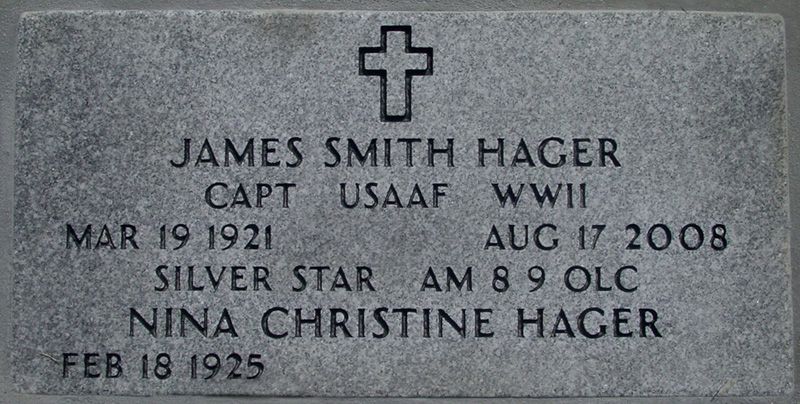 JAMES SMITH HAGER
CAPT USAAF WWII
MAR 19 1921 AUG 17 2008
SILVER STAR AM 8 9 OLC
NINA CHRISTINE HAGER
FEB 18 1925